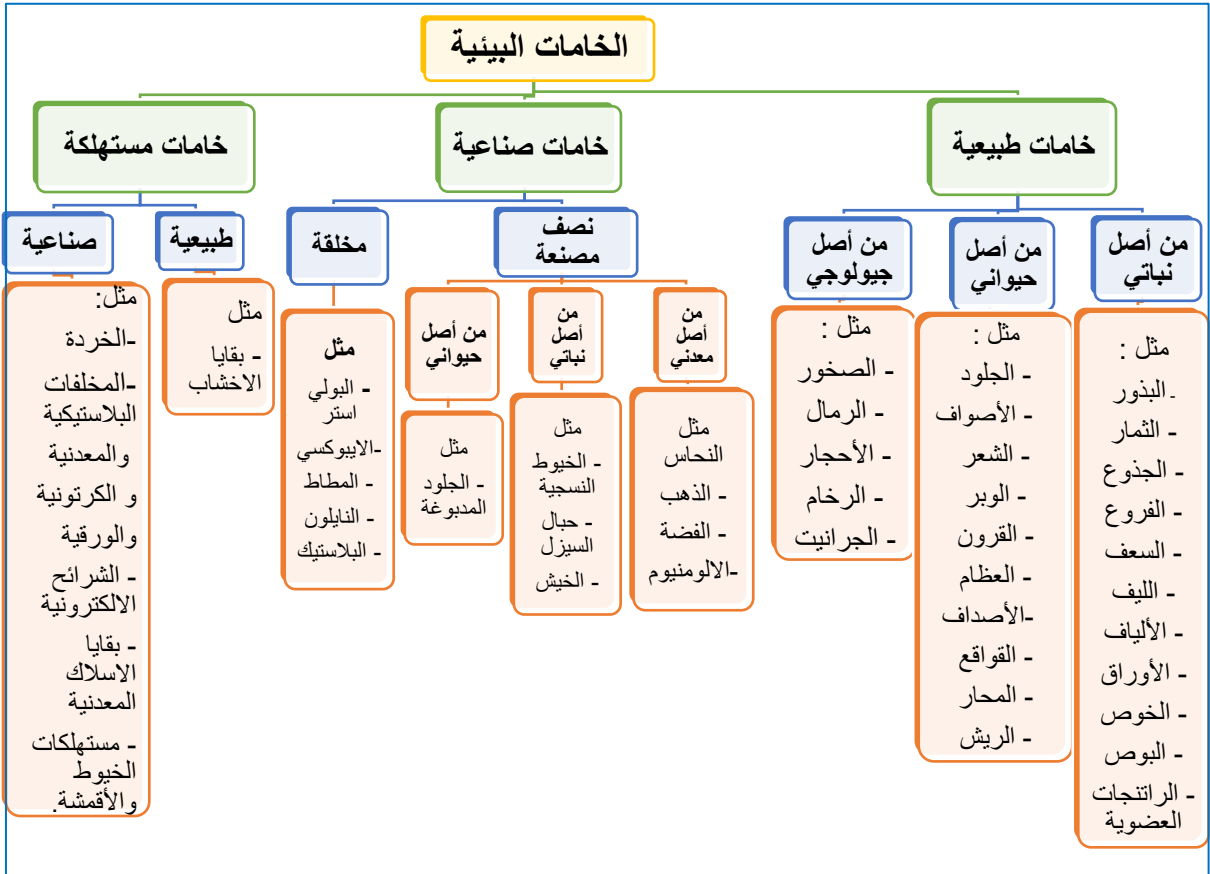 الخامات البيئية
خامات طبيعية
من أصل
نباتي
مثل :
- البذور
- الثمار
- الجذوع
- الفروع
- السعف
- الليف
- الألياف
- الأوراق
- الخوص
- البوص
- الراتنجات
العضوية
من أصل
حيواني
مثل :
- الجلود
- الأصواف
- الشعر
- الوبر
- القرون
- العظام
-الأصداف
- القواقع
- المحار
- الريش
من أصل
جيولوجي
مثل :
- الصخور
- الرمال
- الأحجار
- الرخام
- الجرانيت
خامات صناعية
نصف
مصنعة
من
أصل
معدني
مثل
النحاس
- الذهب
- الفضة
-الالومنيوم
من
أصل
نباتي
مثل
- الخيوط
النسجية
- حبال
السيزل
- الخيش
من أصل
حيواني
مثل
- الجلود
المدبوغة
مخلقة
مثل
- البولي
استر
-الايبوكسي
- المطاط
- النايلون
- البلاستيك
خامات مستهلكة
طبيعية
مثل
- بقايا
الاخشاب
صناعية
مثل:
-الخردة
-المخلفات
البلاستيكية
والمعدنية
و الكرتونية
والورقية
- الشرائح
الالكترونية
- بقايا
الاسلاك
المعدنية
- مستهلكات
الخيوط
والأقمشة.